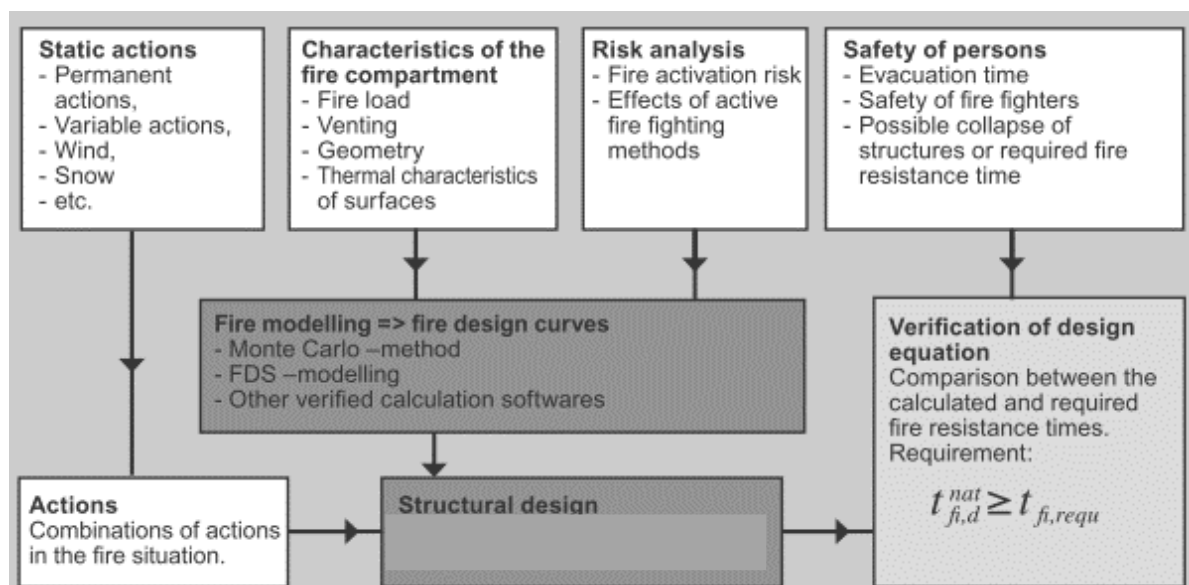 Static actions
- Permanent
actions,
- Variable actions,
- Wind,
- Snow
- etc.
Characteristics of the
fire compartment
- Fire load
- Venting
- Geometry
- Thermal characteristics
of surfaces
Risk analysis
- Fire activation risk
- Effects of active
fire fighting
methods
Safety of persons
- Evacuation time
- Safety of fire fighters
- Possible collapse of
structures or required fire
resistance time
Fire modelling => fire design curves
- Monte Carlo –method
- FDS –modelling
- Other verified calculation softwares
Verification of design
equation
Comparison between the
calculated and required
fire resistance times.
Requirement:
t^{nat}_{fi,d} ≥ t_{fi,requ}
Actions
Combinations of actions
in the fire situation.
Structural design